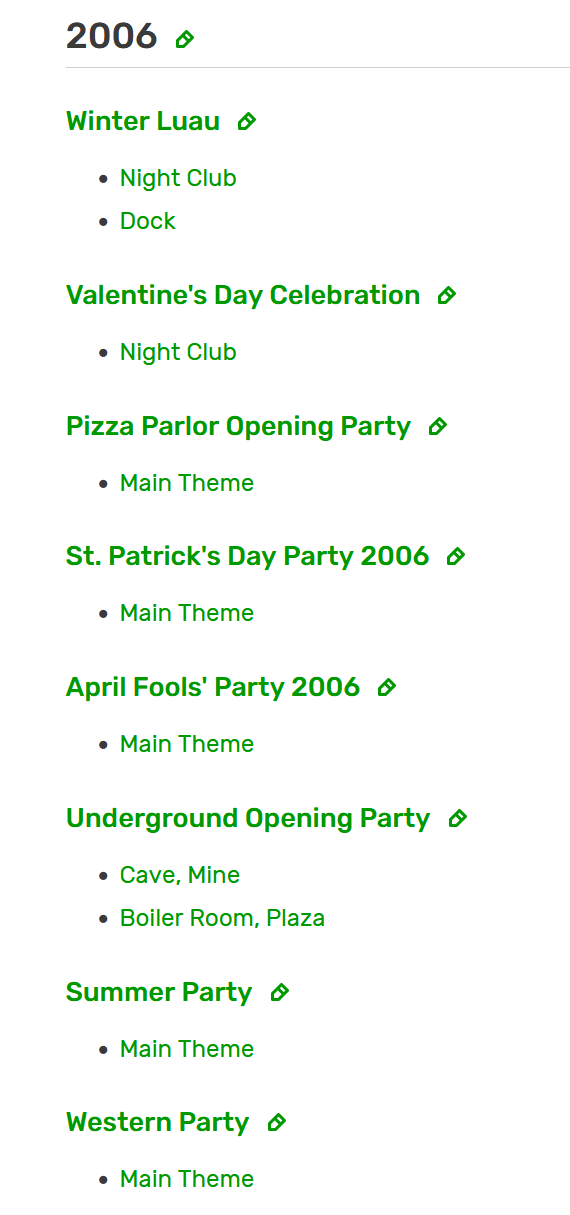 2006
Winter Luau
Night Club
Dock
Valentine's Day Celebration
Night Club
Pizza Parlor Opening Party
Main Theme
St. Patrick's Day Party 2006
Main Theme
April Fools' Party 2006
Main Theme
Underground Opening Party
Cave, Mine
Boiler Room, Plaza
Summer Party
Main Theme
Western Party
Main Theme